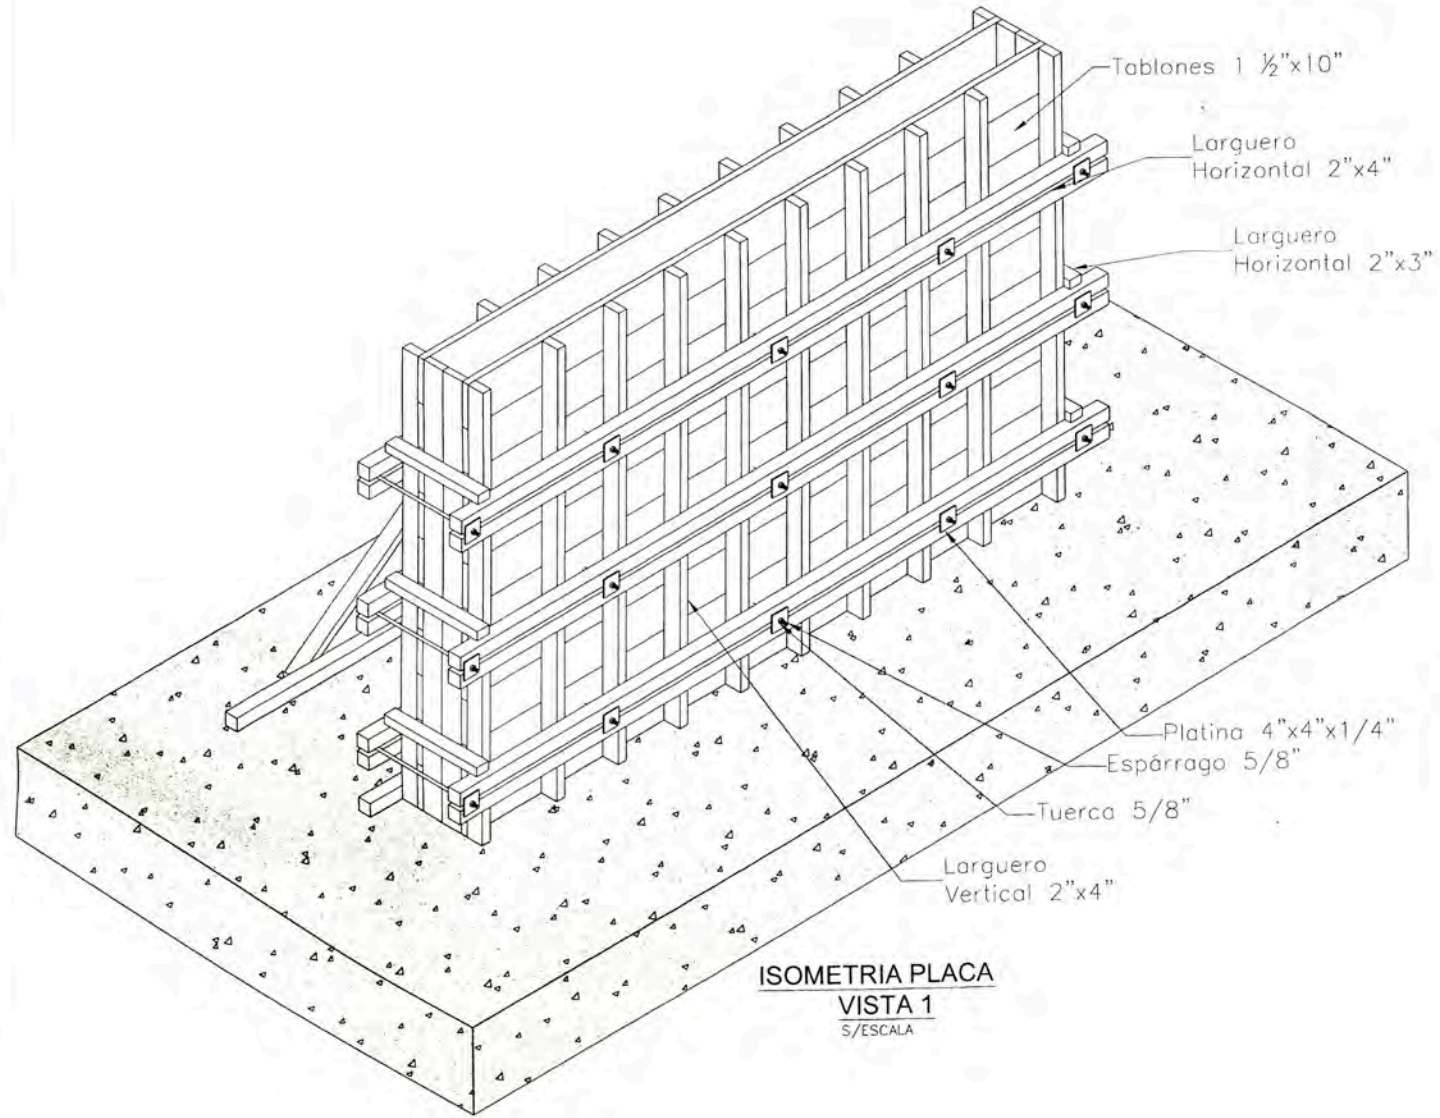 Tablones 1 ½"x10"
Larguero
Horizontal 2"x4"
Larguero
Horizontal 2"x3"
Platina 4"x4"x1/4"
Espárrago 5/8"
Tuerca 5/8"
Larguero
Vertical 2"x4"
ISOMETRIA PLACA
VISTA 1
S/ESCALA